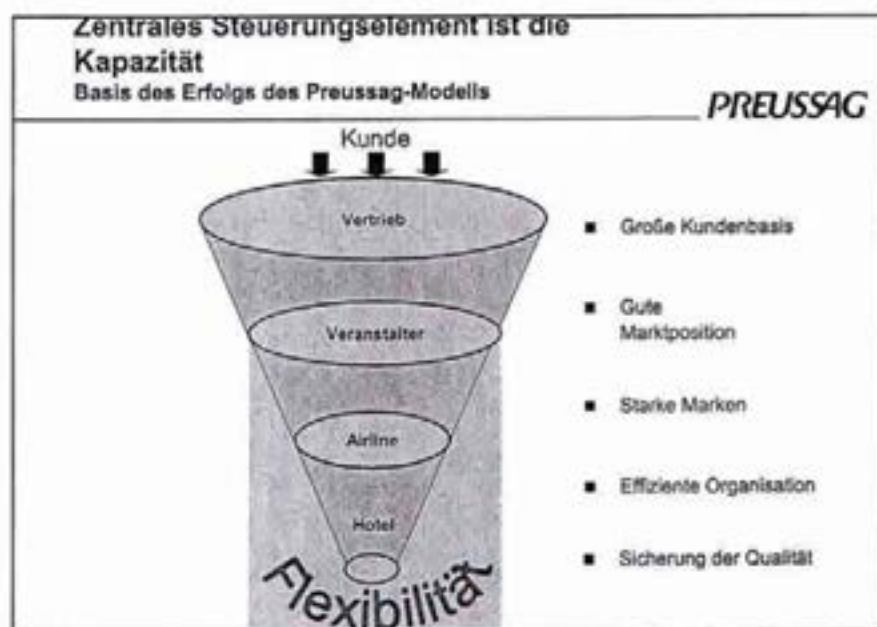 Zentrales Steuerungselement ist die
Kapazität
Basis des Erfolgs des Preussag-Modells
PREUSSAG
Kunde
Vertrieb
Veranstalter
Airline
Hotel
Flexibilität
Große Kundenbasis
Gute
Marktposition
Starke Marken
Effiziente Organisation
Sicherung der Qualität